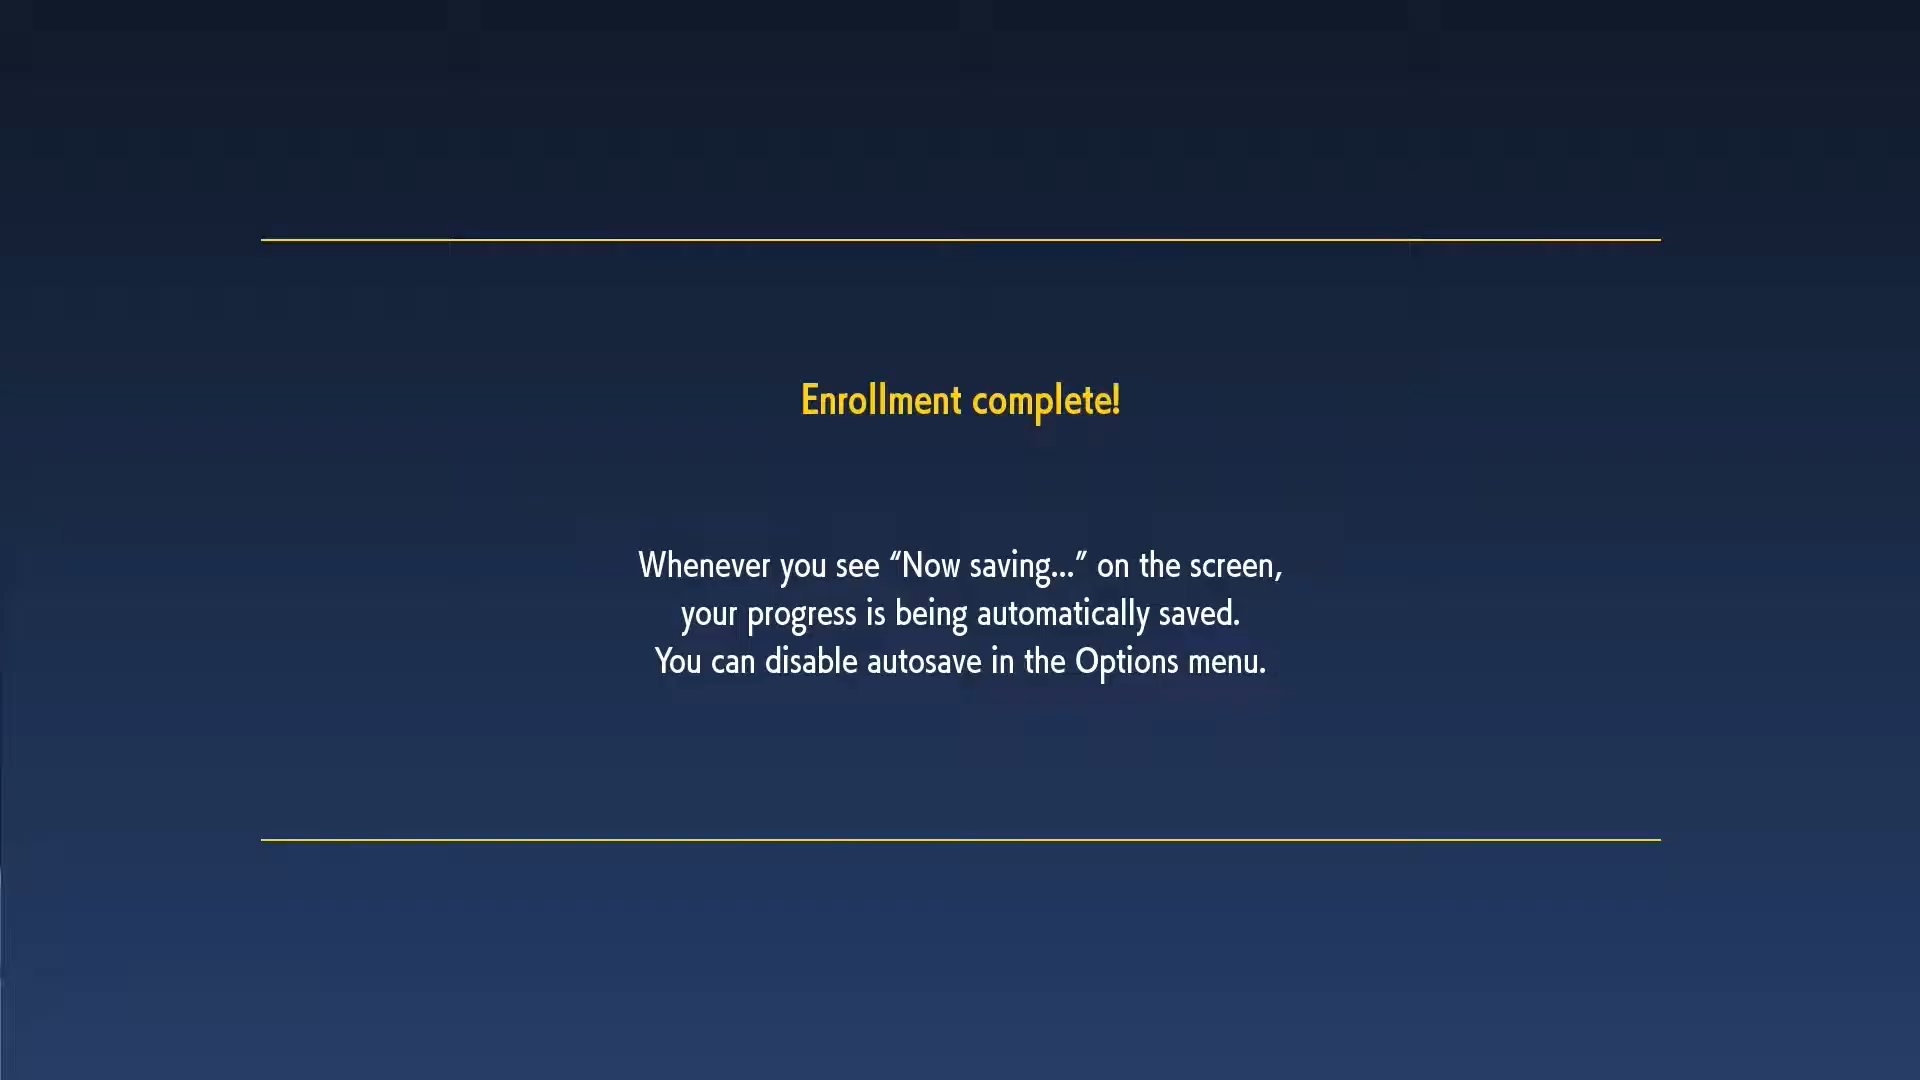 Enrollment complete!
Whenever you see “Now saving...” on the screen,
your progress is being automatically saved.
You can disable autosave in the Options menu.